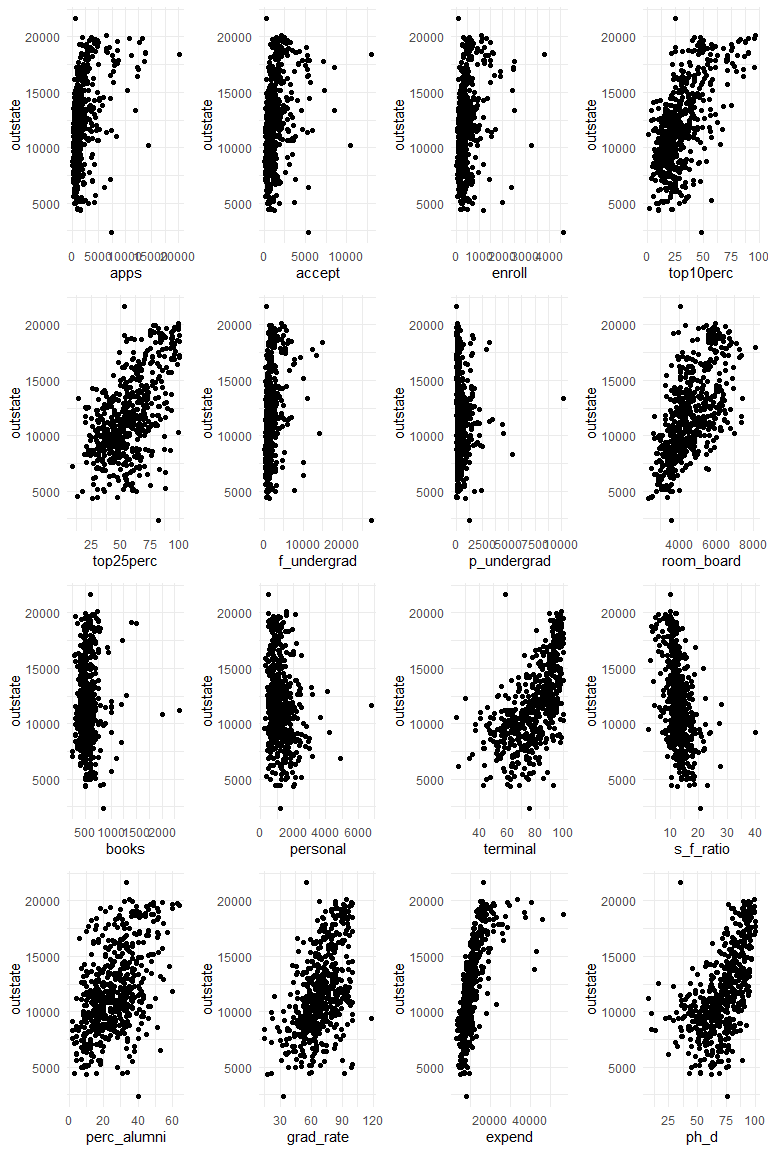 20000 20000 20000 20000
outstate outstate outstate outstate
15000 15000 15000 15000
10000 10000 10000 10000
5000 5000 5000 5000
0 5000 10000 15000 20000 0 5000 10000 0 1000 2000 3000 4000 0 25 50 75 100
apps accept enroll top10perc
20000 20000 20000 20000
outstate outstate outstate outstate
15000 15000 15000 15000
10000 10000 10000 10000
5000 5000 5000 5000
25 50 75 100 0 10000 20000 0 2500 5000 7500 10000 4000 6000 8000
top25perc f_undergrad p_undergrad room_board
20000 20000 20000 20000
outstate outstate outstate outstate
15000 15000 15000 15000
10000 10000 10000 10000
5000 5000 5000 5000
500 1000 1500 2000 0 2000 4000 6000 40 60 80 100 10 20 30 40
books personal terminal s_f_ratio
20000 20000 20000 20000
outstate outstate outstate outstate
15000 15000 15000 15000
10000 10000 10000 10000
5000 5000 5000 5000
0 20 40 60 30 60 90 120 20000 40000 25 50 75 100
perc_alumni grad_rate expend ph_d